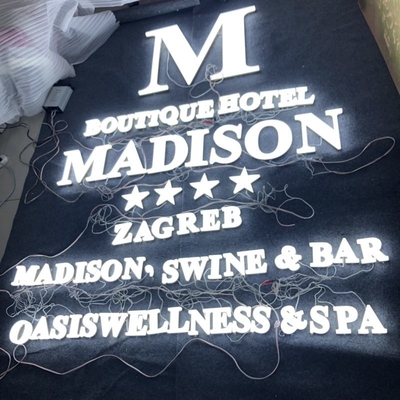 M
BOUTIQUE HOTEL
MADISON
★★★★
ZAGREB
MADISON, SWINE & BAR
OASISWELLNESS & SPA